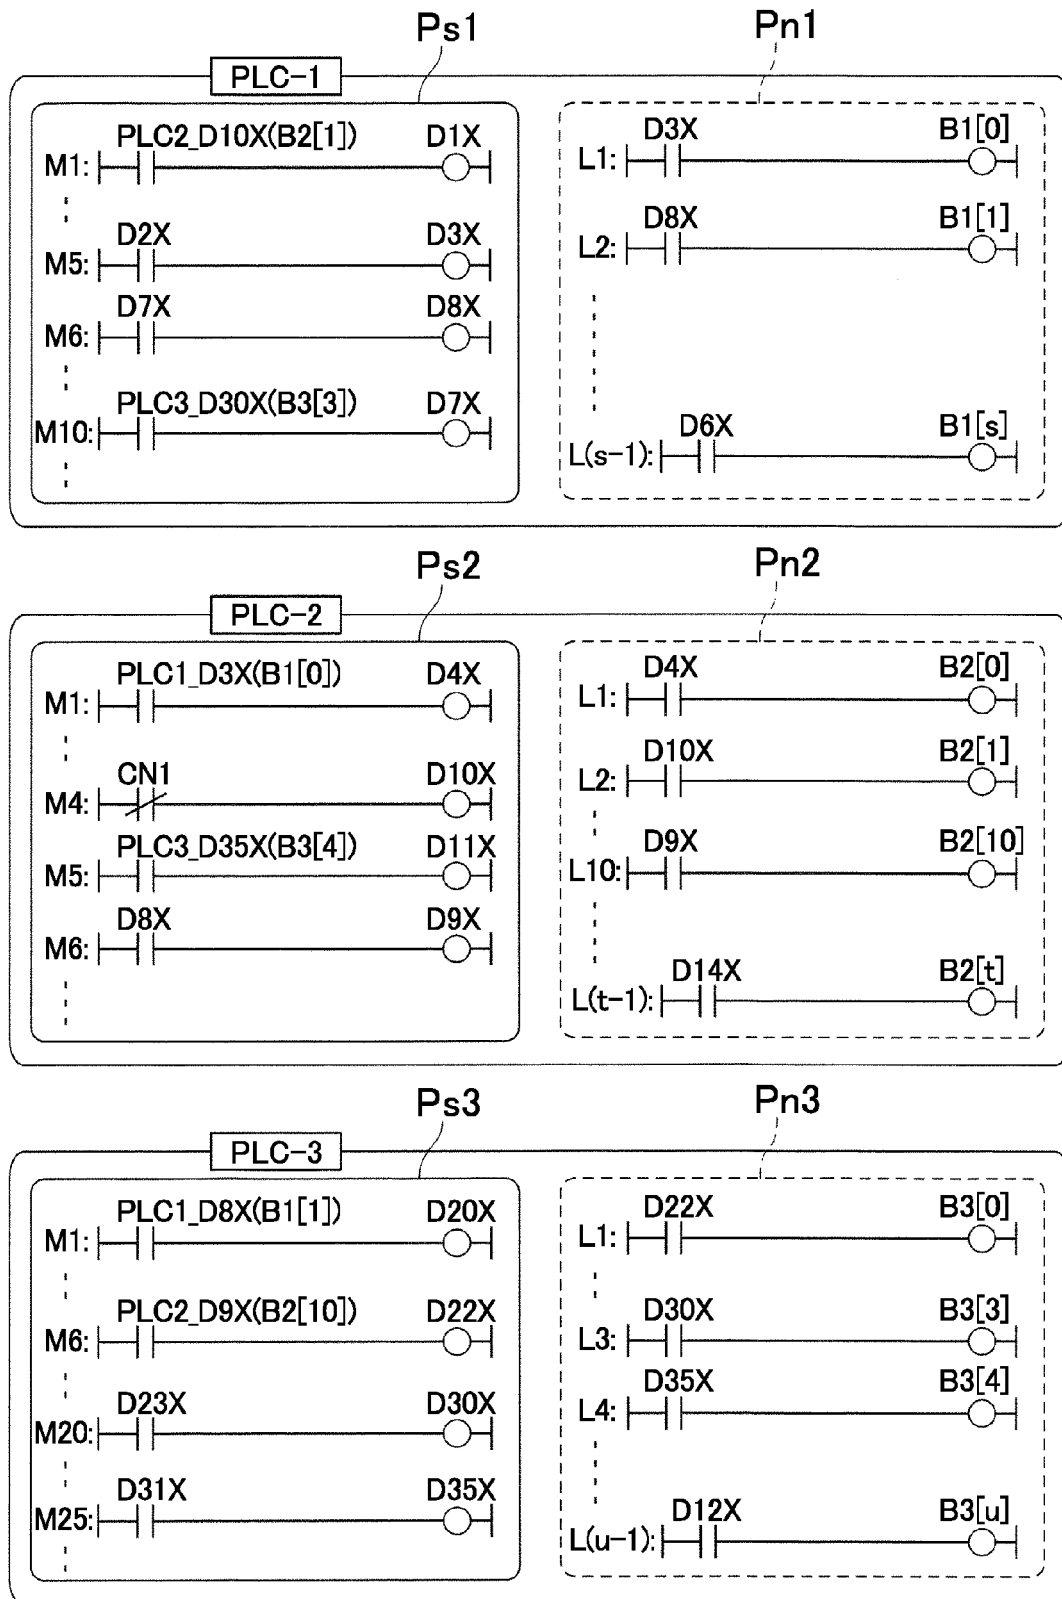 Ps1 Pn1
PLC-1
PLC2_D10X(B2[1]) D1X
M1:
D2X D3X
M5:
D7X D8X
M6:
PLC3_D30X(B3[3]) D7X
M10:
D3X B1[0]
L1:
D8X B1[1]
L2:
D6X B1[s]
L(s-1):
Ps2 Pn2
PLC-2
PLC1_D3X(B1[0]) D4X
M1:
CN1 D10X
M4:
PLC3_D35X(B3[4]) D11X
M5:
D8X D9X
M6:
D4X B2[0]
L1:
D10X B2[1]
L2:
D9X B2[10]
L10:
D14X B2[t]
L(t-1):
Ps3 Pn3
PLC-3
PLC1_D8X(B1[1]) D20X
M1:
PLC2_D9X(B2[10]) D22X
M6:
D23X D30X
M20:
D31X D35X
M25:
D22X B3[0]
L1:
D30X B3[3]
L3:
D35X B3[4]
L4:
D12X B3[u]
L(u-1):